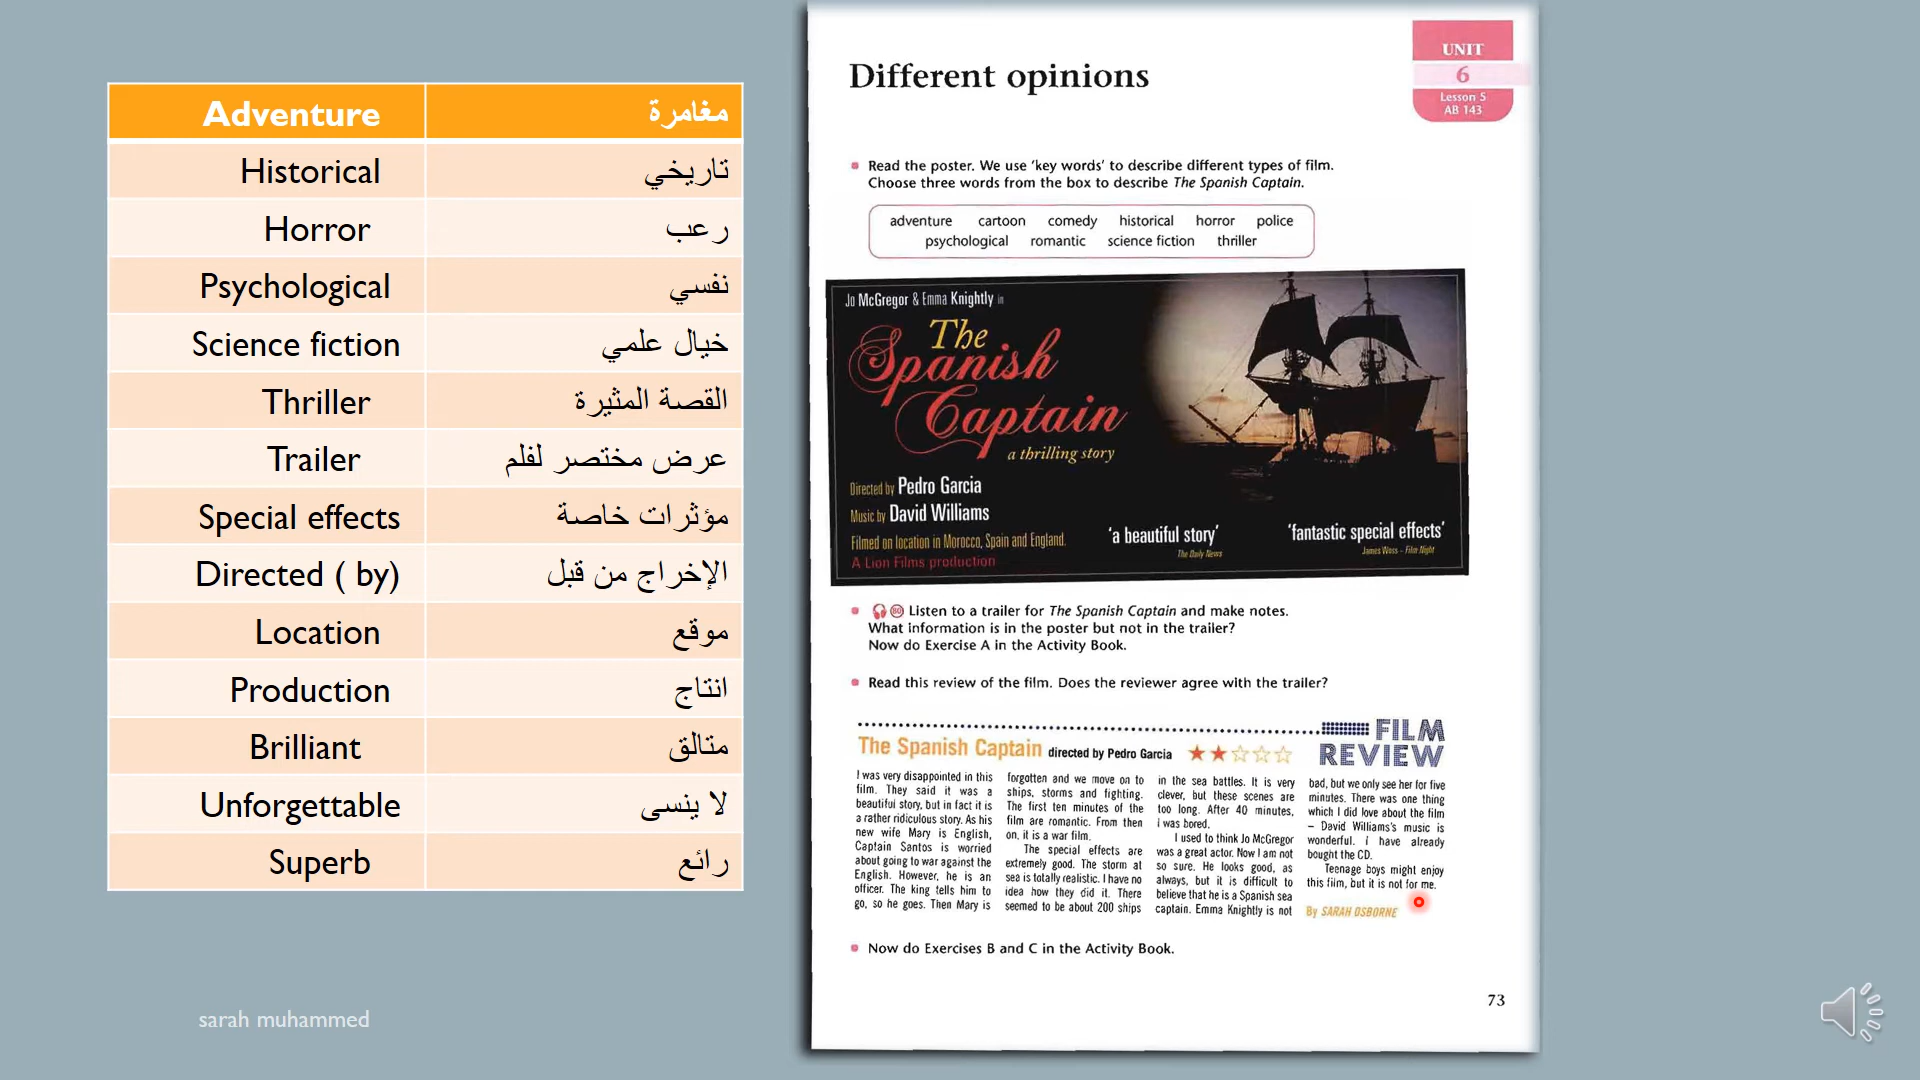 Adventure مغامرة
Historical تاريخي
Horror رعب
Psychological نفسي
Science fiction خيال علمي
Thriller القصة المثيرة
Trailer عرض مختصر لفلم
Special effects مؤثرات خاصة
Directed ( by) الإخراج من قبل
Location موقع
Production انتاج
Brilliant متالق
Unforgettable لا ينسى
Superb رائع
sarah muhammed
Different opinions
UNIT
6
Lesson 5
AB 143
Read the poster. We use 'key words' to describe different types of film.
Choose three words from the box to describe The Spanish Captain.
adventure cartoon comedy historical horror police
psychological romantic science fiction thriller
Jo McGregor & Emma Knightly in
The
Spanish
Captain
a thrilling story
Directed by Pedro Garcia
Music by David Williams
Filmed on location in Morocco, Spain and England.
A Lion Films production
'a beautiful story'
The Daily News
'fantastic special effects'
James Woss – Film Night
80 Listen to a trailer for The Spanish Captain and make notes.
What information is in the poster but not in the trailer?
Now do Exercise A in the Activity Book.
Read this review of the film. Does the reviewer agree with the trailer?
FILM
REVIEW
The Spanish Captain directed by Pedro Garcia
I was very disappointed in this
film. They said it was a
beautiful story, but in fact it is
a rather ridiculous story. As his
new wife Mary is English,
Captain Santos is worried
about going to war against the
English. However, he is an
officer. The king tells him to
go, so he goes. Then Mary is
forgotten and we move on to
ships, storms and fighting.
The first ten minutes of the
film are romantic. From then
on, it is a war film.
The special effects are
extremely good. The storm at
sea is totally realistic. I have no
idea how they did it. There
seemed to be about 200 ships
in the sea battles. It is very
clever, but these scenes are
too long. After 40 minutes,
I was bored.
I used to think Jo McGregor
was a great actor. Now I am not
so sure. He looks good, as
always, but it is difficult to
believe that he is a Spanish sea
captain. Emma Knightly is not
bad, but we only see her for five
minutes. There was one thing
which I did love about the film
– David Williams's music is
wonderful. I have already
bought the CD.
Teenage boys might enjoy
this film, but it is not for me.
By SARAH OSBORNE
Now do Exercises B and C in the Activity Book.
73